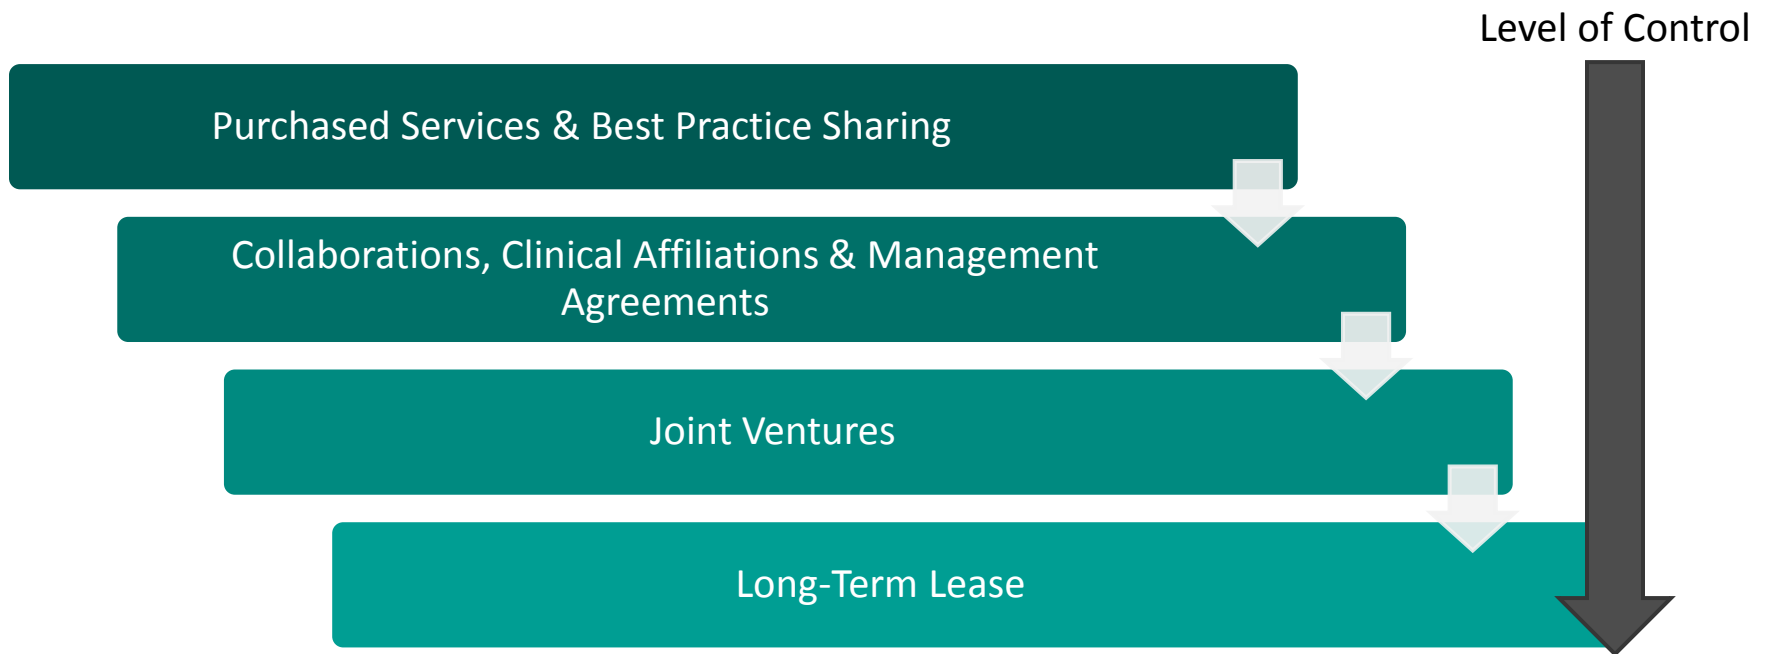 Level of Control
Purchased Services & Best Practice Sharing
Collaborations, Clinical Affiliations & Management
Agreements
Joint Ventures
Long-Term Lease